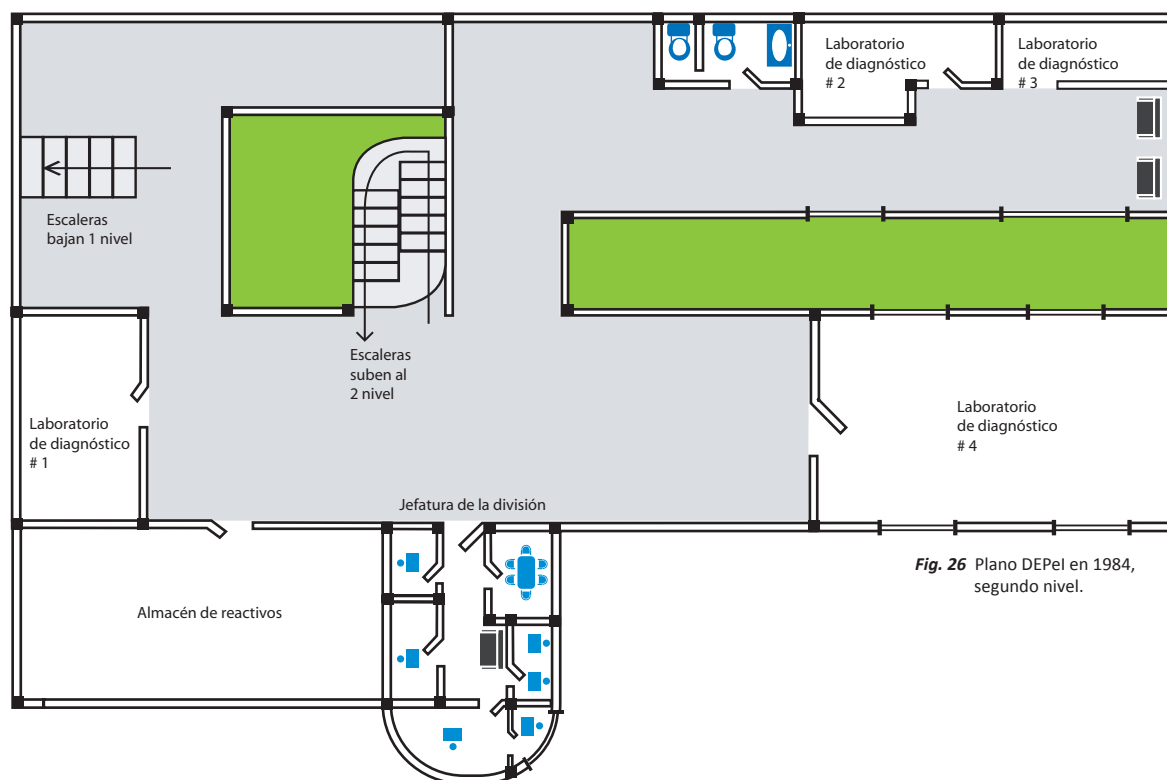 Laboratorio
de diagnóstico
# 2
Laboratorio
de diagnóstico
# 3
Escaleras
bajan 1 nivel
Escaleras
suben al
2 nivel
Laboratorio
de diagnóstico
# 1
Laboratorio
de diagnóstico
# 4
Jefatura de la división
Almacén de reactivos
Fig. 26 Plano DEPeI en 1984,
segundo nivel.